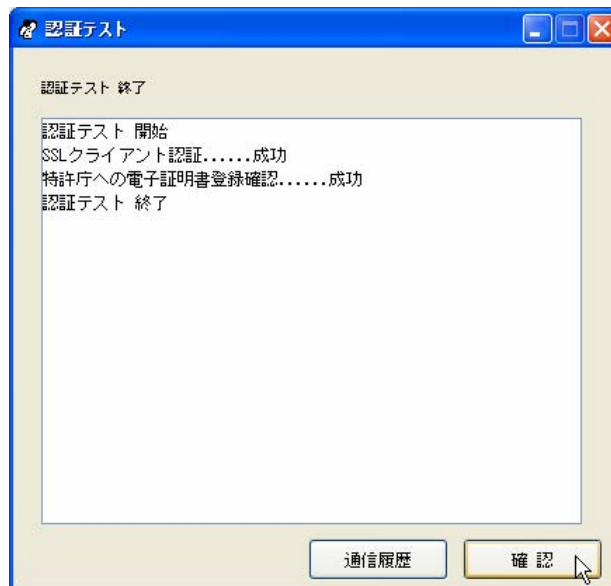 認証テスト
認証テスト 終了
認証テスト 開始
SSLクライアント認証......成功
特許庁への電子証明書登録確認......成功
認証テスト 終了
通信履歴
確 認